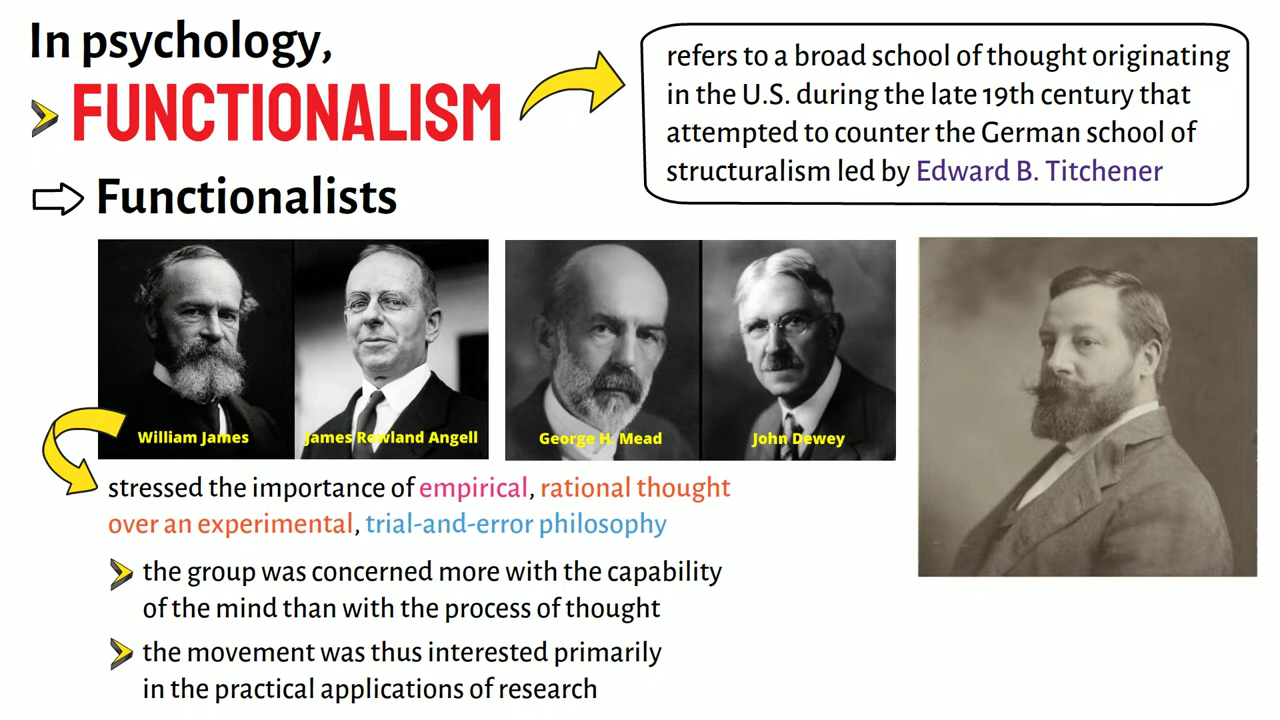 In psychology,
FUNCTIONALISM
refers to a broad school of thought originating
in the U.S. during the late 19th century that
attempted to counter the German school of
structuralism led by Edward B. Titchener
Functionalists
William James
James Rowland Angell
George H. Mead
John Dewey
stressed the importance of empirical, rational thought
over an experimental, trial-and-error philosophy
the group was concerned more with the capability
of the mind than with the process of thought
the movement was thus interested primarily
in the practical applications of research